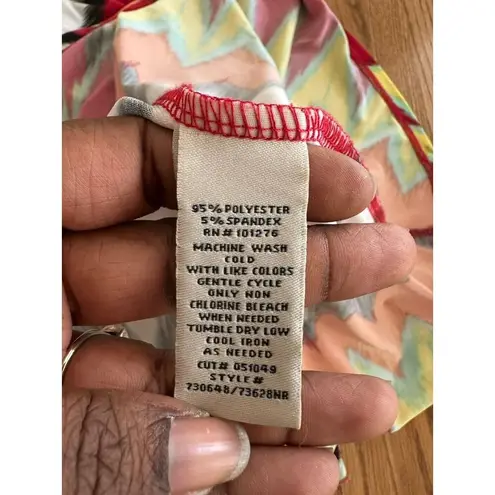 95% POLYESTER
5% SPANDEX
RN# 101276
MACHINE WASH
COLD
WITH LIKE COLORS
GENTLE CYCLE
ONLY NON
CHLORINE BLEACH
WHEN NEEDED
TUMBLE DRY LOW
COOL IRON
AS NEEDED
CUT# 051049
STYLE#
730648/73628NR